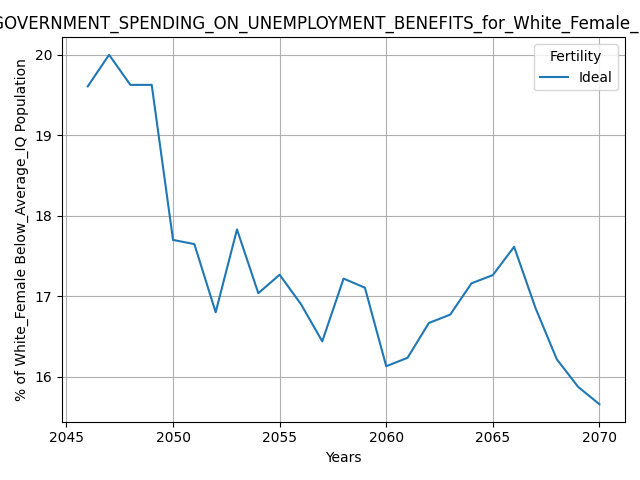 GOVERNMENT_SPENDING_ON_UNEMPLOYMENT_BENEFITS_for_White_Female_
Fertility
Ideal
% of White_Female Below_Average_IQ Population
20
19
18
17
16
2045 2050 2055 2060 2065 2070
Years